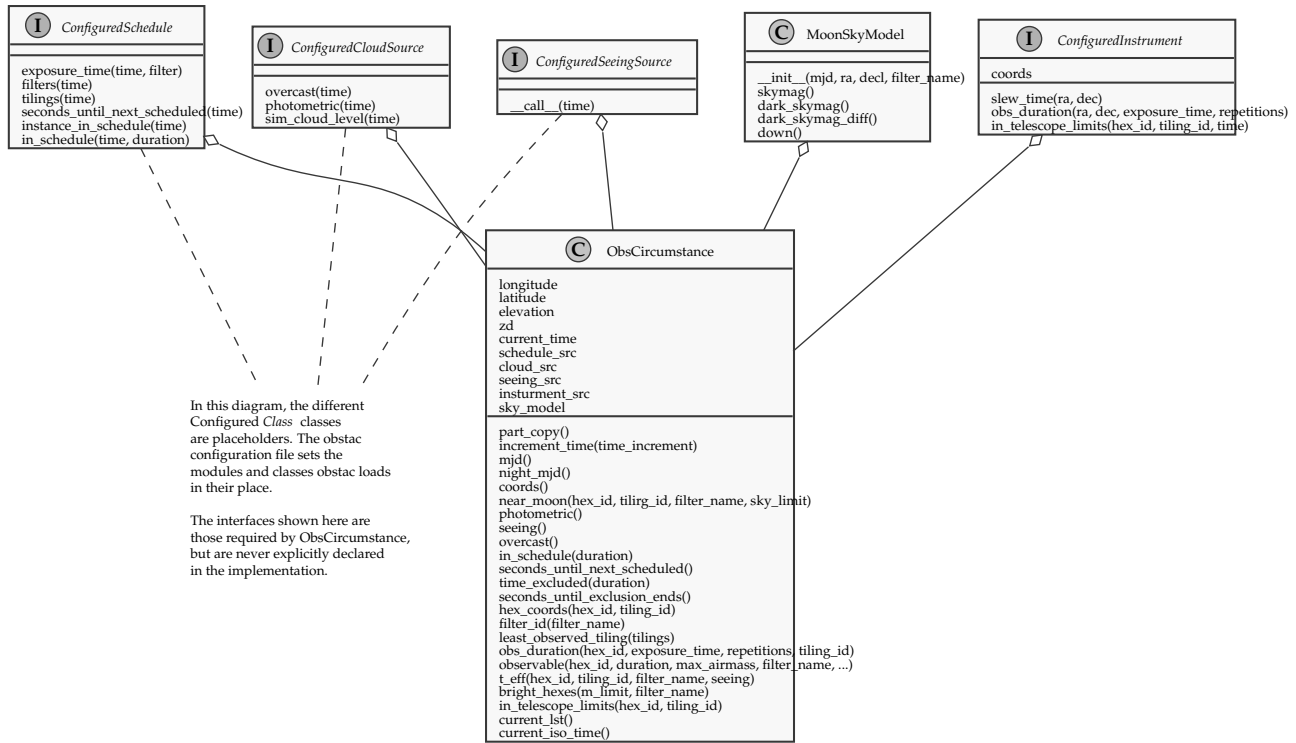 I ConfiguredSchedule
exposure_time(time, filter)
filters(time)
tilings(time)
seconds_until_next_scheduled(time)
instance_in_schedule(time)
in_schedule(time, duration)
I ConfiguredCloudSource
overcast(time)
photometric(time)
sim_cloud_level(time)
I ConfiguredSeeingSource
__call__(time)
C MoonSkyModel
__init__(mjd, ra, decl, filter_name)
skymag()
dark_skymag()
dark_skymag_diff()
down()
I ConfiguredInstrument
coords
slew_time(ra, dec)
obs_duration(ra, dec, exposure_time, repetitions)
in_telescope_limits(hex_id, tiling_id, time)
In this diagram, the different
Configured Class classes
are placeholders. The obstac
configuration file sets the
modules and classes obstac loads
in their place.
The interfaces shown here are
those required by ObsCircumstance,
but are never explicitly declared
in the implementation.
C ObsCircumstance
longitude
latitude
elevation
zd
current_time
schedule_src
cloud_src
seeing_src
insturment_src
sky_model
part_copy()
increment_time(time_increment)
mjd()
night_mjd()
coords()
near_moon(hex_id, tilirg_id, filter_name, sky_limit)
photometric()
seeing()
overcast()
in_schedule(duration)
seconds_until_next_scheduled()
time_excluded(duration)
seconds_until_exclusion_ends()
hex_coords(hex_id, tiling_id)
filter_id(filter_name)
least_observed_tiling(tilings)
obs_duration(hex_id, exposure_time, repetitions, tiling_id)
observable(hex_id, duration, max_airmass, filter_name, ...)
t_eff(hex_id, tiling_id, filter_name, seeing)
bright_hexes(m_limit, filter_name)
in_telescope_limits(hex_id, tiling_id)
current_lst()
current_iso_time()